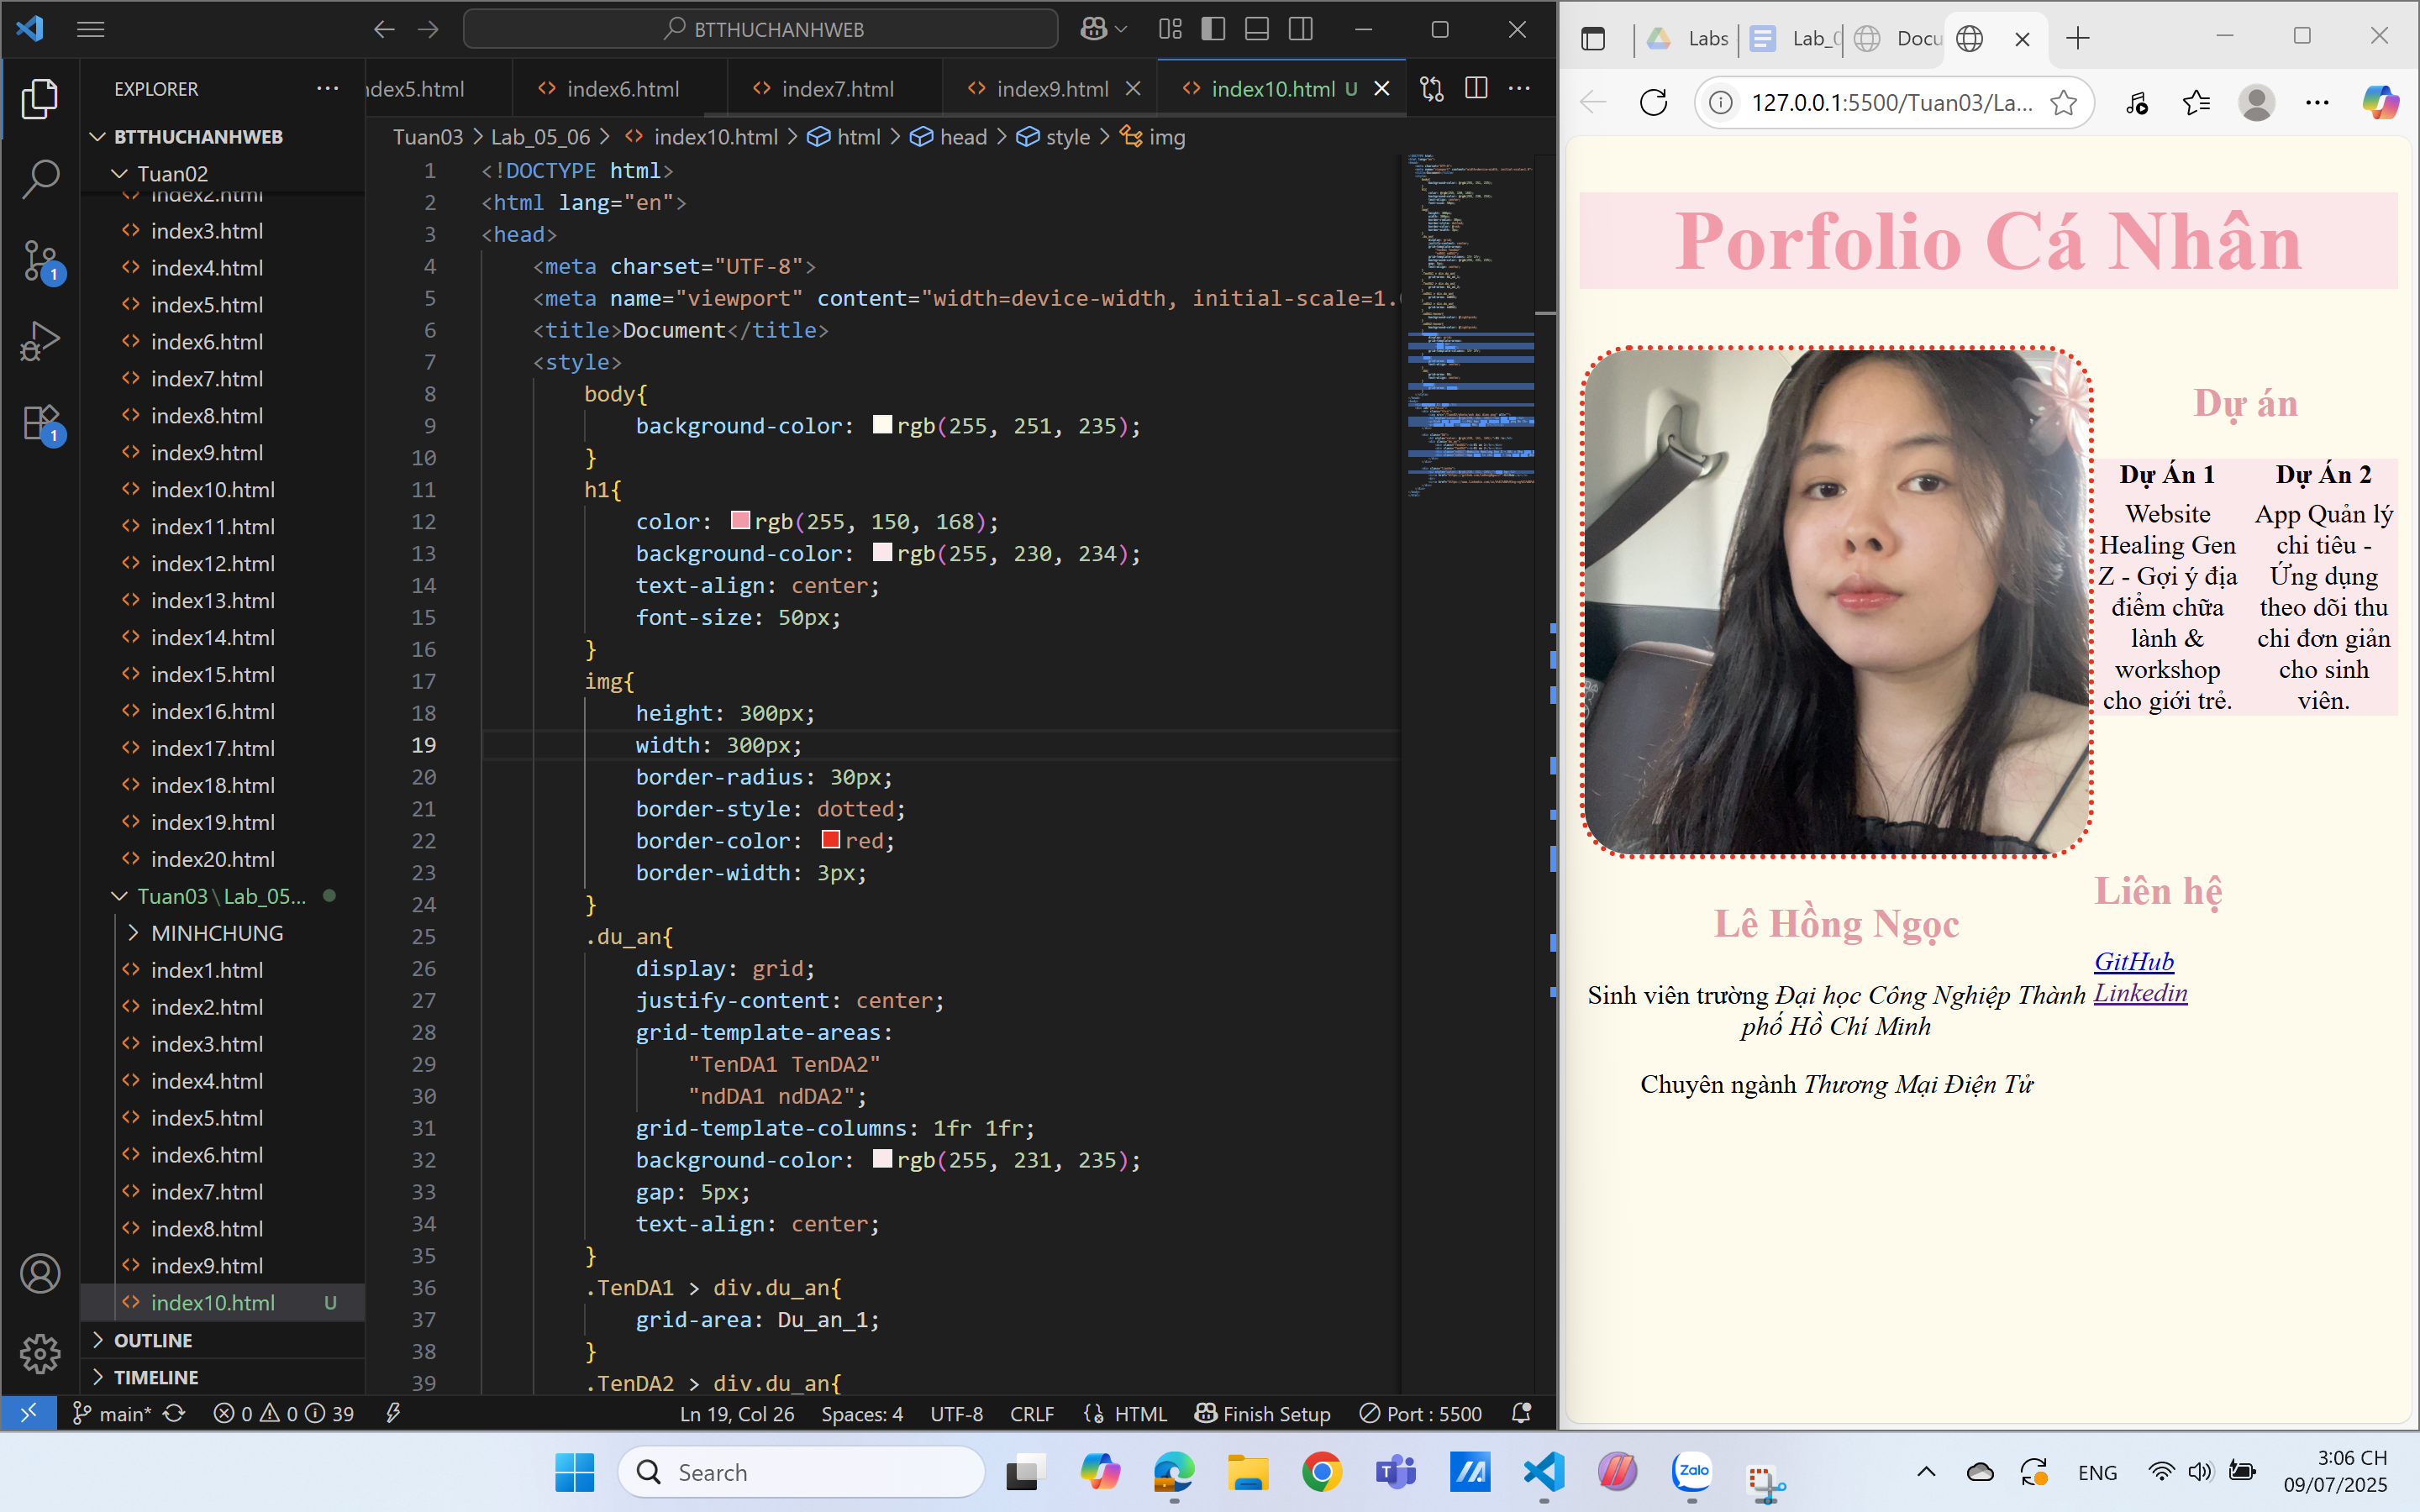 BTTHUCHANHWEB
EXPLORER
BTTHUCHANHWEB
Tuan02
index2.html
index3.html
index4.html
index5.html
index6.html
index7.html
index8.html
index9.html
index10.html
index11.html
index12.html
index13.html
index14.html
index15.html
index16.html
index17.html
index18.html
index19.html
index20.html
Tuan03\Lab_05...
MINHCHUNG
index1.html
index2.html
index3.html
index4.html
index5.html
index6.html
index7.html
index8.html
index9.html
index10.html U
OUTLINE
TIMELINE
ndex5.html index6.html index7.html index9.html index10.html U
Tuan03 > Lab_05_06 > index10.html > html > head > style > img
1 <!DOCTYPE html>
2 <html lang="en">
3 <head>
4 <meta charset="UTF-8">
5 <meta name="viewport" content="width=device-width, initial-scale=1.
6 <title>Document</title>
7 <style>
8 body{
9 background-color: rgb(255, 251, 235);
10 }
11 h1{
12 color: rgb(255, 150, 168);
13 background-color: rgb(255, 230, 234);
14 text-align: center;
15 font-size: 50px;
16 }
17 img{
18 height: 300px;
19 width: 300px;
20 border-radius: 30px;
21 border-style: dotted;
22 border-color: red;
23 border-width: 3px;
24 }
25 .du_an{
26 display: grid;
27 justify-content: center;
28 grid-template-areas:
29 "TenDA1 TenDA2"
30 "ndDA1 ndDA2";
31 grid-template-columns: 1fr 1fr;
32 background-color: rgb(255, 231, 235);
33 gap: 5px;
34 text-align: center;
35 }
36 .TenDA1 > div.du_an{
37 grid-area: Du_an_1;
38 }
39 .TenDA2 > div.du_an{
main* 0 0 39 Ln 19, Col 26 Spaces: 4 UTF-8 CRLF HTML Finish Setup Port : 5500
1
1
Labs Lab_0 Docu
127.0.0.1:5500/Tuan03/La...
Porfolio Cá Nhân
Dự án
Dự Án 1
Website
Healing Gen
Z - Gợi ý địa
điểm chữa
lành &
workshop
cho giới trẻ.
Dự Án 2
App Quản lý
chi tiêu -
Ứng dụng
theo dõi thu
chi đơn giản
cho sinh
viên.
Lê Hồng Ngọc
Sinh viên trường Đại học Công Nghiệp Thành
phố Hồ Chí Minh
Chuyên ngành Thương Mại Điện Tử
Liên hệ
GitHub
Linkedin
Search
Zalo
ENG
3:06 CH
09/07/2025